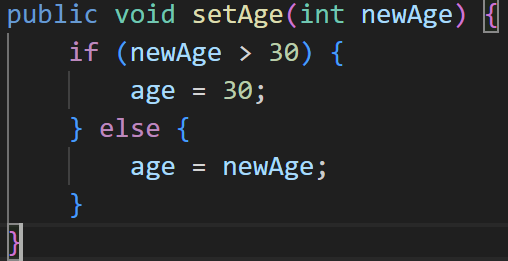 public void setAge(int newAge) {
    if (newAge > 30) {
        age = 30;
    } else {
        age = newAge;
    }
}